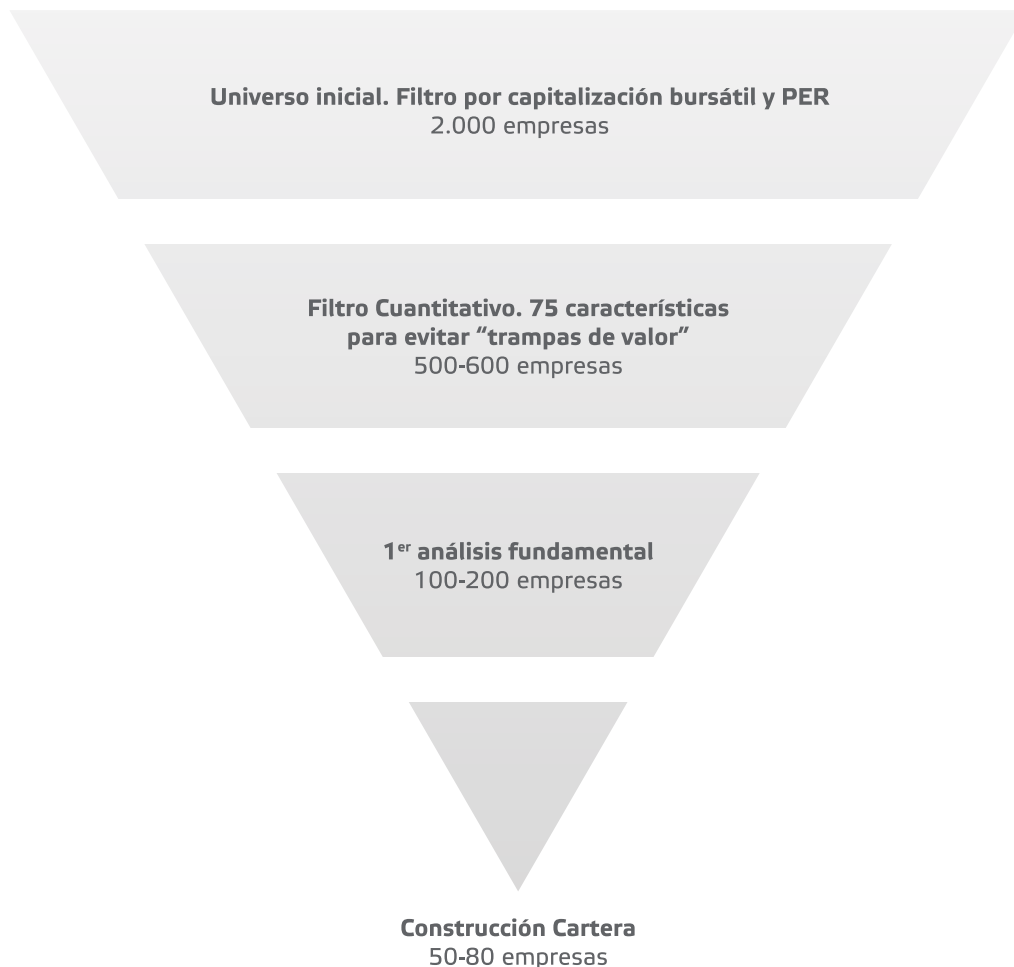 Universo inicial. Filtro por capitalización bursátil y PER
2.000 empresas
Filtro Cuantitativo. 75 características
para evitar “trampas de valor”
500-600 empresas
1er análisis fundamental
100-200 empresas
Construcción Cartera
50-80 empresas